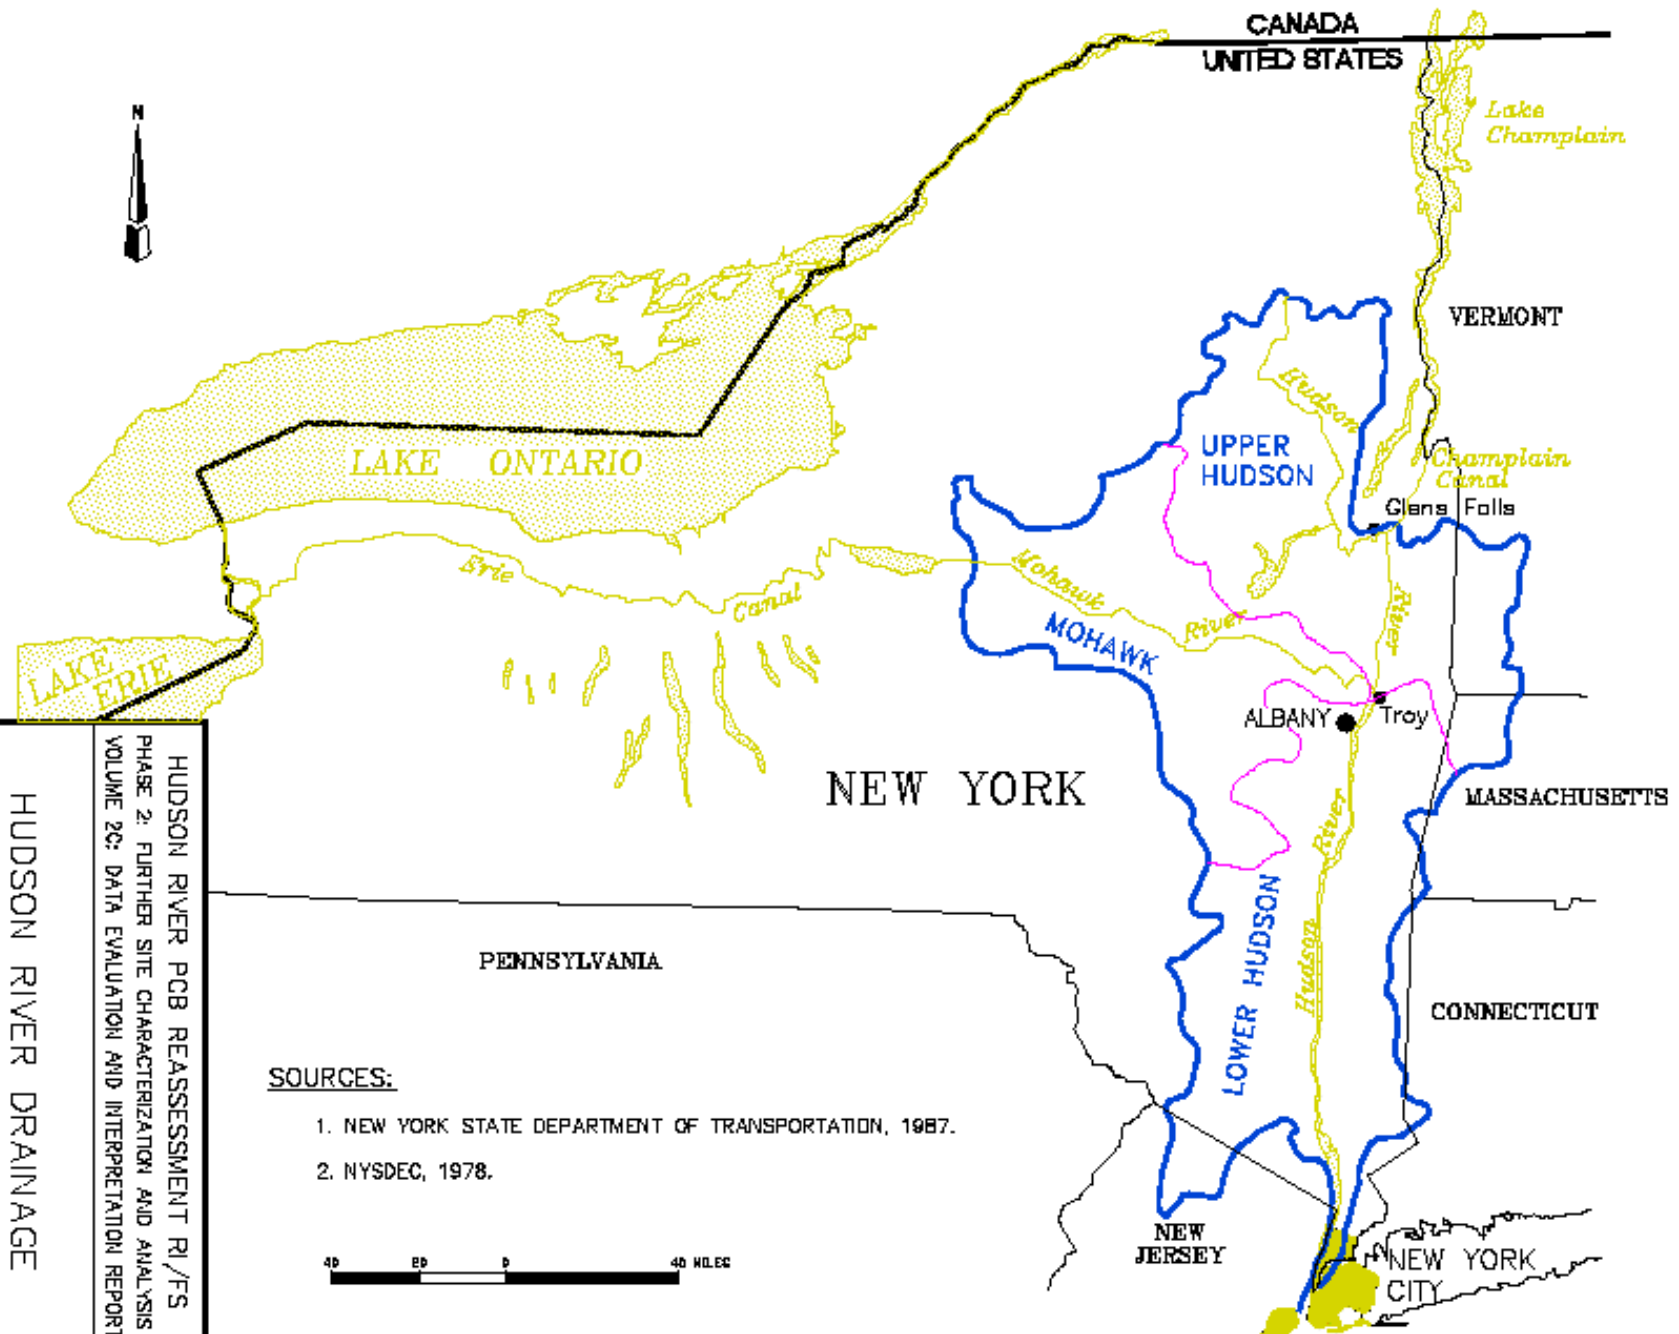 CANADA
UNITED STATES
N
Lake
Champlain
VERMONT
Hudson
UPPER
HUDSON
LAKE ONTARIO
Champlain
Canal
Glens Falls
Erie
Canal
Mohawk
River
River
MOHAWK
LAKE
ERIE
ALBANY
Troy
NEW YORK
MASSACHUSETTS
River
Hudson
LOWER HUDSON
PENNSYLVANIA
CONNECTICUT
SOURCES:
1. NEW YORK STATE DEPARTMENT OF TRANSPORTATION, 1987.
2. NYSDEC, 1978.
NEW
JERSEY
NEW YORK
CITY
40 20 0 40 MILES
HUDSON RIVER PCB REASSESSMENT RI/FS
PHASE 2: FURTHER SITE CHARACTERIZATION AND ANALYSIS
VOLUME 2C: DATA EVALUATION AND INTERPRETATION REPORT
HUDSON RIVER DRAINAGE